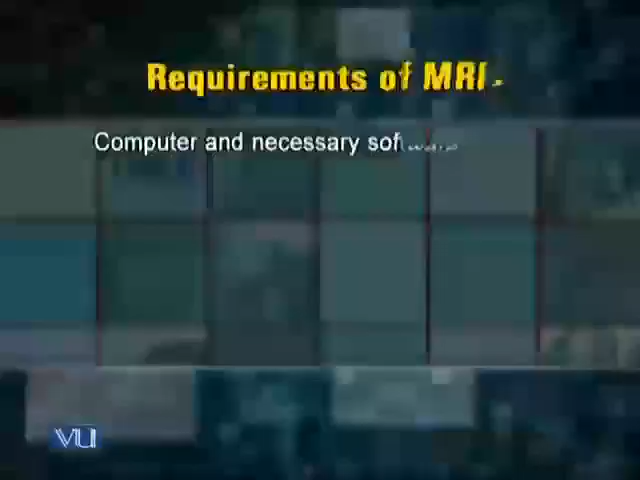 Requirements of MRI
Computer and necessary
VU